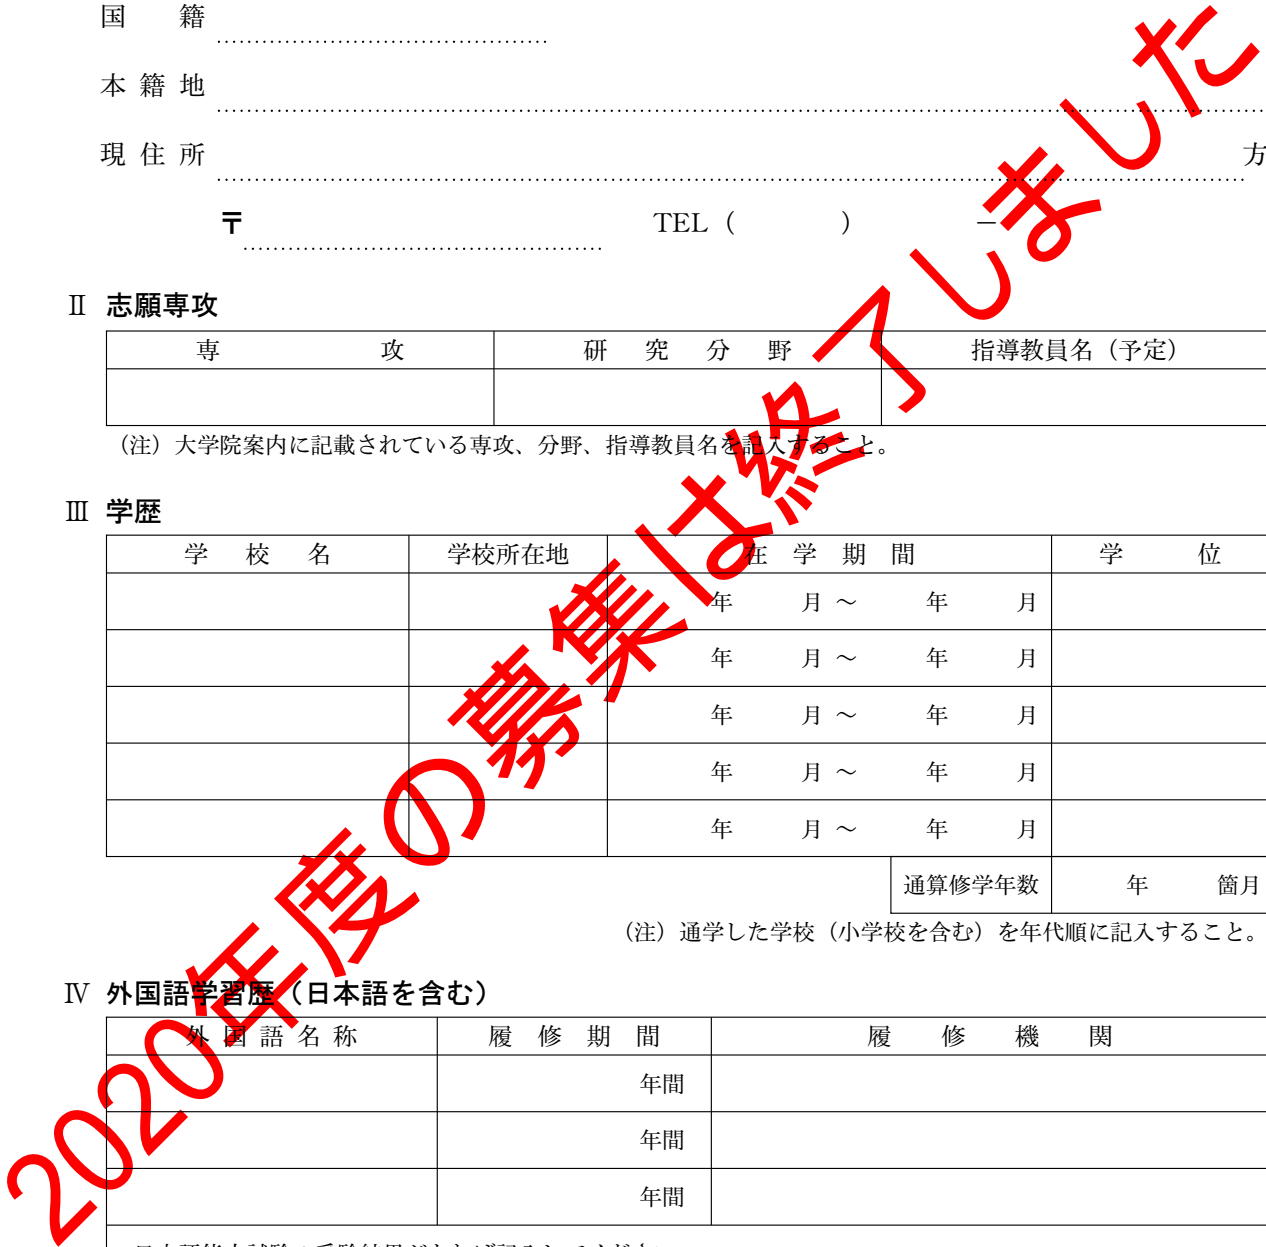 国　籍
本籍地
現住所　方
〒　TEL（　　）　－
Ⅱ 志願専攻
専　攻　研究分野　指導教員名（予定）
（注）大学院案内に記載されている専攻、分野、指導教員名を記入すること。
Ⅲ 学歴
学校名　学校所在地　在学期間　学位
年　月～　年　月
年　月～　年　月
年　月～　年　月
年　月～　年　月
年　月～　年　月
通算修学年数　年　箇月
（注）通学した学校（小学校を含む）を年代順に記入すること。
Ⅳ 外国語学習歴（日本語を含む）
外国語名称　履修期間　履修機関
年間
年間
年間
2020年度の募集は終了しました